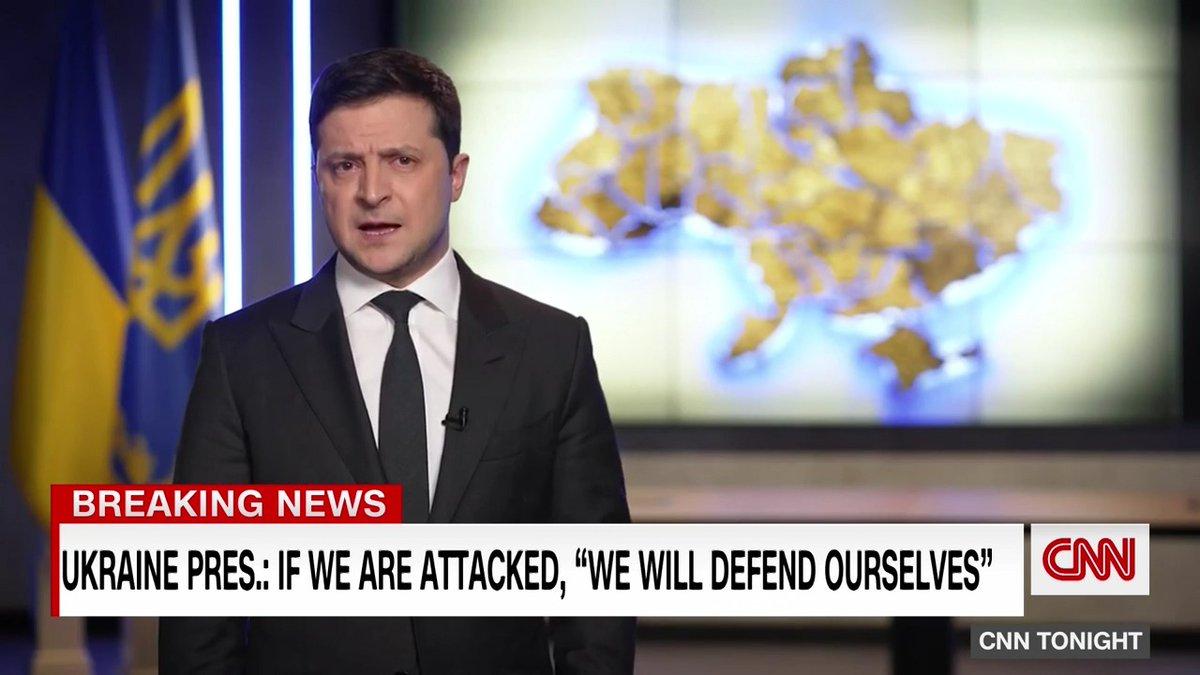 BREAKING NEWS
UKRAINE PRES.: IF WE ARE ATTACKED, “WE WILL DEFEND OURSELVES”
CNN
CNN TONIGHT